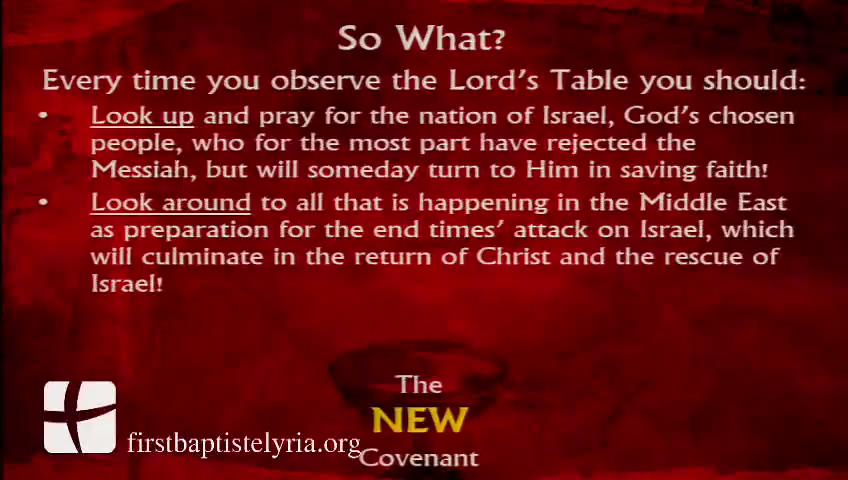 So What?
Every time you observe the Lord's Table you should:
• Look up and pray for the nation of Israel, God's chosen
people, who for the most part have rejected the
Messiah, but will someday turn to Him in saving faith!
• Look around to all that is happening in the Middle East
as preparation for the end times' attack on Israel, which
will culminate in the return of Christ and the rescue of
Israel!
The
NEW
Covenant
firstbaptistelyria.org